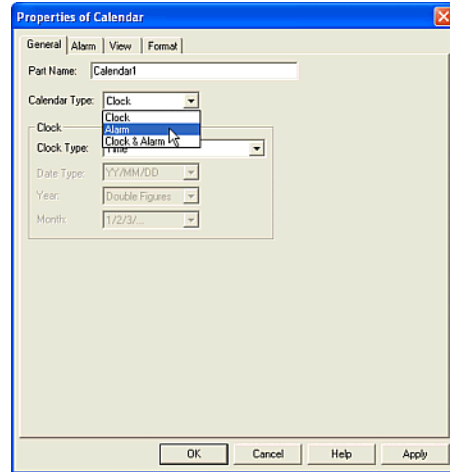 Properties of Calendar
General Alarm View Format
Part Name: Calendar1
Calendar Type: Clock
Clock
Alarm
Clock & Alarm
Clock
Clock Type: Time
Date Type: YY/MM/DD
Year: Double Figures
Month: 1/2/3/...
OK Cancel Help Apply